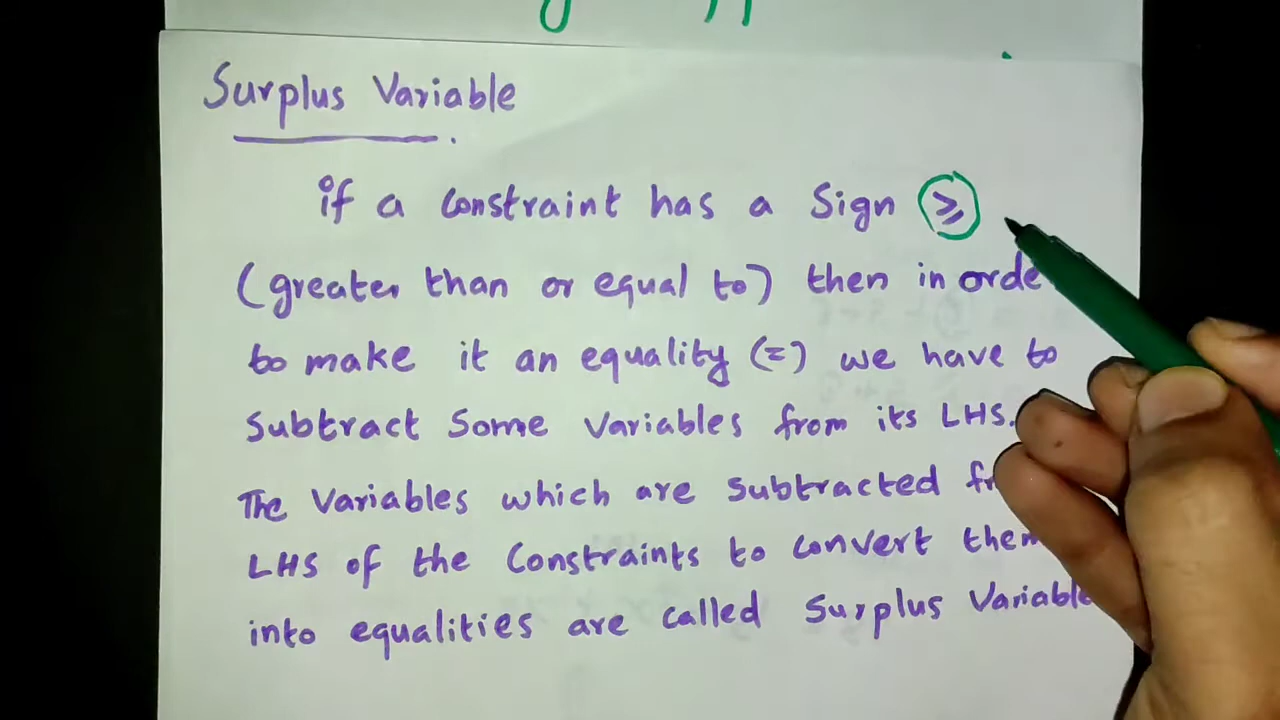 Surplus Variable
if a Constraint has a Sign ≥
(greater than or equal to) then in orde
to make it an equality (=) we have to
Subtract Some Variables from its LHS.
The Variables which are Subtracted
LHS of the Constraints to convert them
into equalities are called Surplus Variable